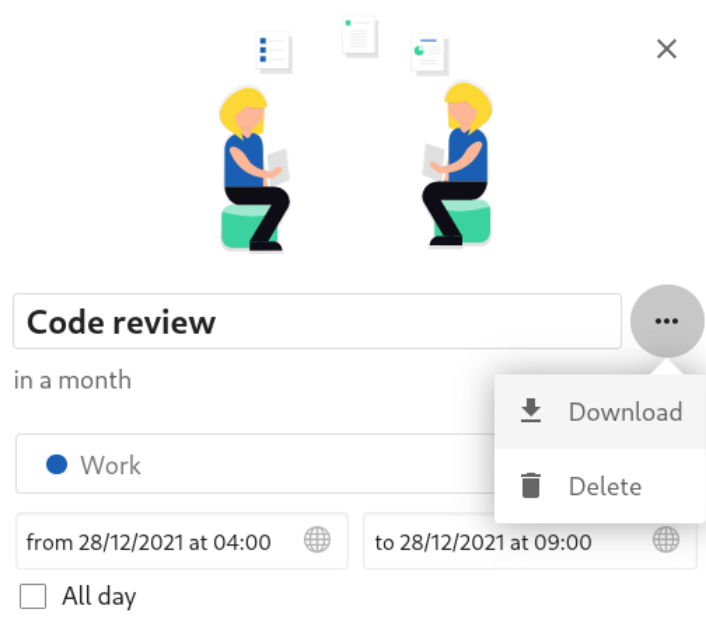 Code review
in a month
Download
Work
Delete
from 28/12/2021 at 04:00
to 28/12/2021 at 09:00
All day